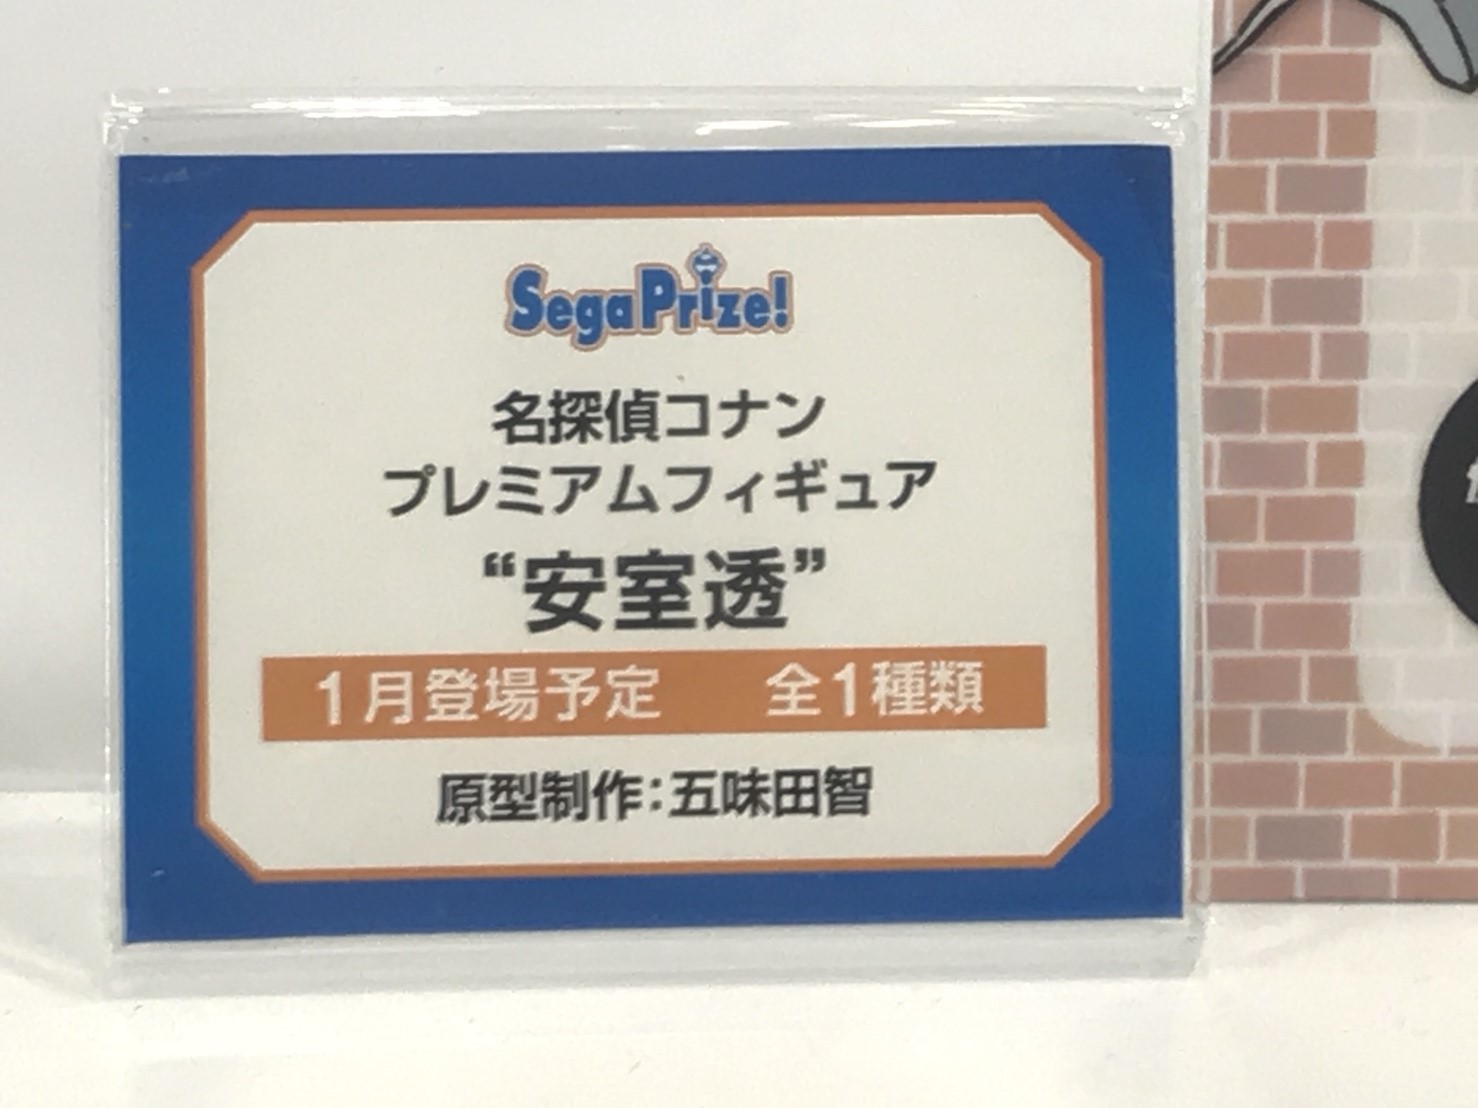 SegaPrize!
名探偵コナン
プレミアムフィギュア
“安室透”
1月登場予定　全1種類
原型制作:五味田智